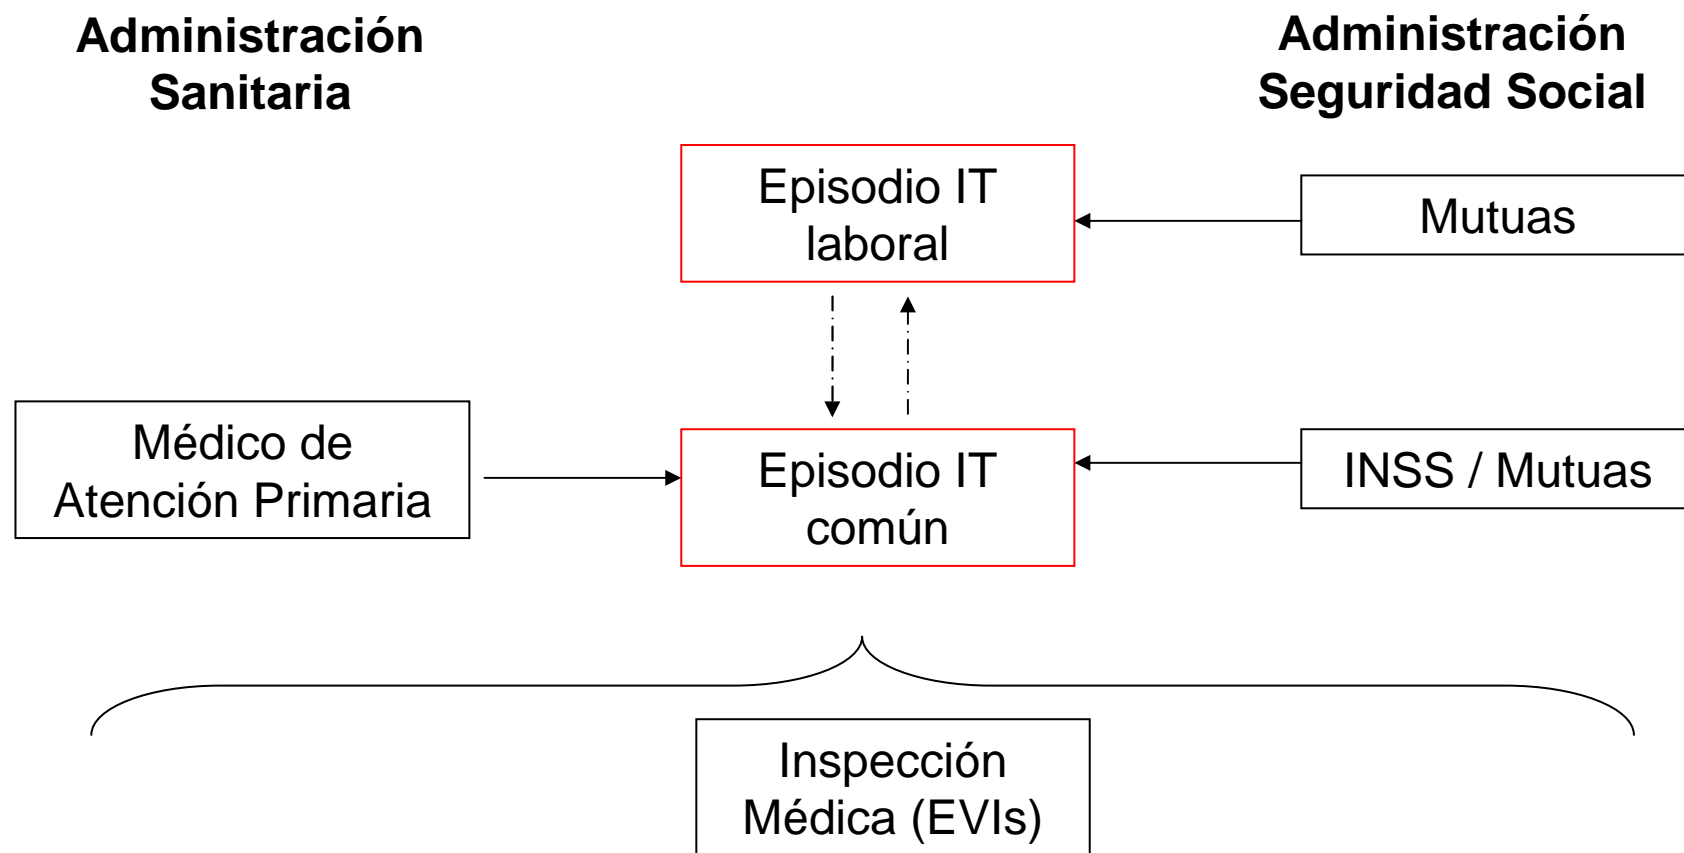 Administración
Sanitaria
Administración
Seguridad Social
Episodio IT
laboral
Mutuas
Médico de
Atención Primaria
Episodio IT
común
INSS / Mutuas
Inspección
Médica (EVIs)